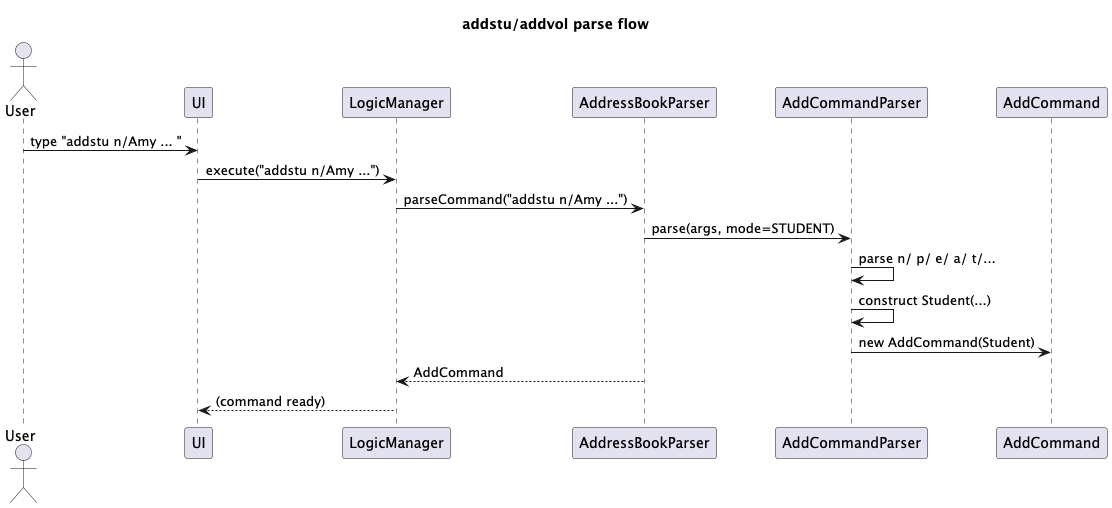 addstu/addvol parse flow
User
UI
LogicManager
AddressBookParser
AddCommandParser
AddCommand
type "addstu n/Amy ... "
execute("addstu n/Amy ...")
parseCommand("addstu n/Amy ...")
parse(args, mode=STUDENT)
parse n/ p/ e/ a/ t/...
construct Student(...)
new AddCommand(Student)
AddCommand
(command ready)
User
UI
LogicManager
AddressBookParser
AddCommandParser
AddCommand